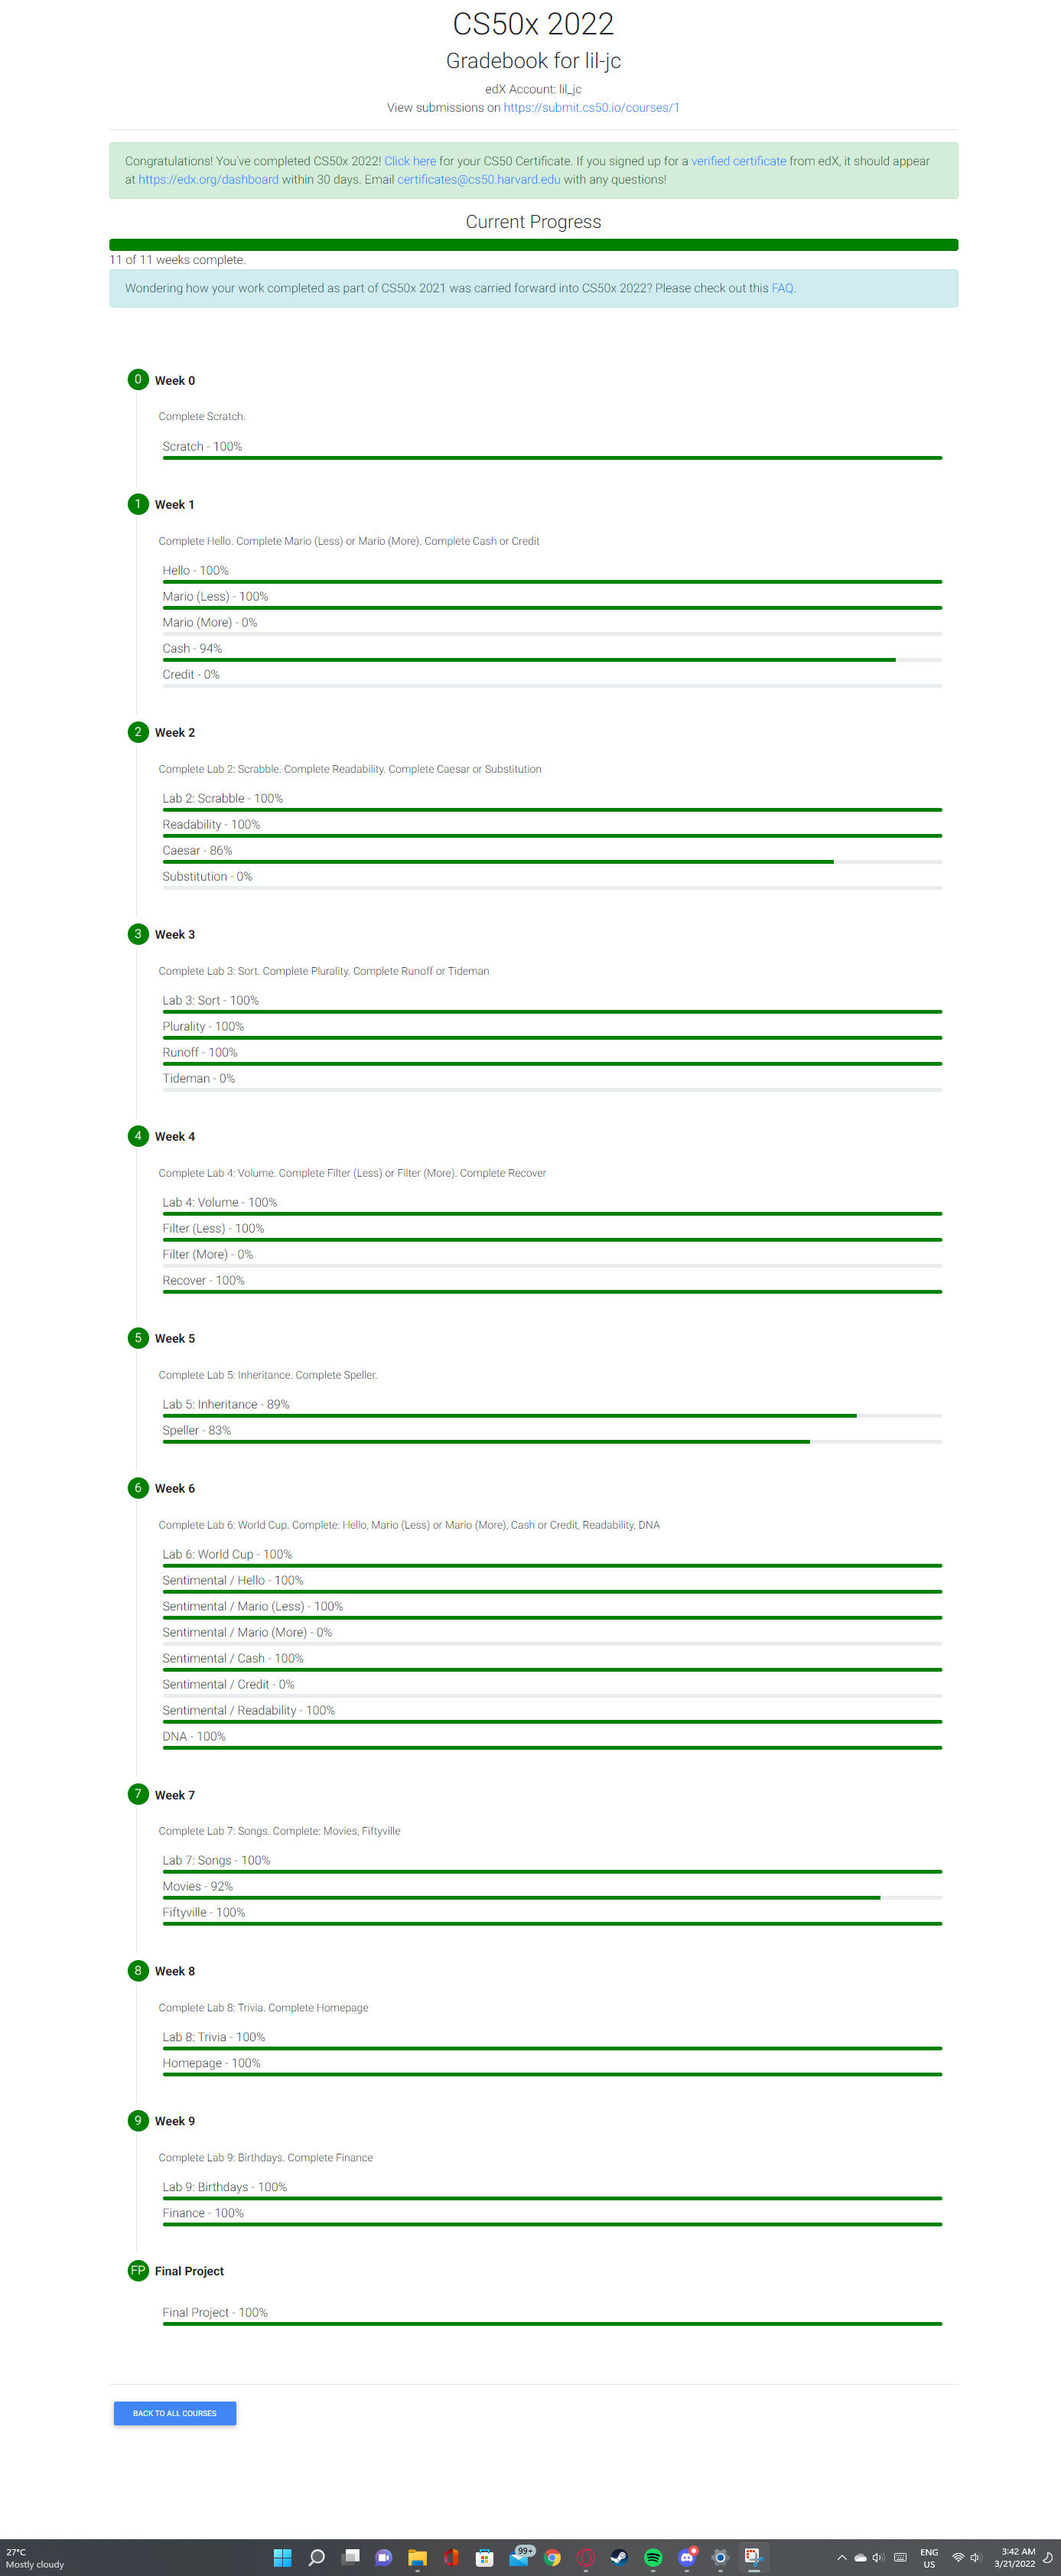 CS50x 2022
Gradebook for lil-jc
edX Account: lil_jc
View submissions on https://submit.cs50.io/courses/1
Congratulations! You've completed CS50x 2022! Click here for your CS50 Certificate. If you signed up for a verified certificate from edX, it should appear
at https://edx.org/dashboard within 30 days. Email certificates@cs50.harvard.edu with any questions!
Current Progress
11 of 11 weeks complete.
Wondering how your work completed as part of CS50x 2021 was carried forward into CS50x 2022? Please check out this FAQ.
0 Week 0
Complete Scratch.
Scratch - 100%
1 Week 1
Complete Hello. Complete Mario (Less) or Mario (More). Complete Cash or Credit
Hello - 100%
Mario (Less) - 100%
Mario (More) - 0%
Cash - 94%
Credit - 0%
2 Week 2
Complete Lab 2: Scrabble. Complete Readability. Complete Caesar or Substitution
Lab 2: Scrabble - 100%
Readability - 100%
Caesar - 86%
Substitution - 0%
3 Week 3
Complete Lab 3: Sort. Complete Plurality. Complete Runoff or Tideman
Lab 3: Sort - 100%
Plurality - 100%
Runoff - 100%
Tideman - 0%
4 Week 4
Complete Lab 4: Volume. Complete Filter (Less) or Filter (More). Complete Recover
Lab 4: Volume - 100%
Filter (Less) - 100%
Filter (More) - 0%
Recover - 100%
5 Week 5
Complete Lab 5: Inheritance. Complete Speller.
Lab 5: Inheritance - 89%
Speller - 83%
6 Week 6
Complete Lab 6: World Cup. Complete: Hello, Mario (Less) or Mario (More), Cash or Credit, Readability, DNA
Lab 6: World Cup - 100%
Sentimental / Hello - 100%
Sentimental / Mario (Less) - 100%
Sentimental / Mario (More) - 0%
Sentimental / Cash - 100%
Sentimental / Credit - 0%
Sentimental / Readability - 100%
DNA - 100%
7 Week 7
Complete Lab 7: Songs. Complete: Movies, Fiftyville
Lab 7: Songs - 100%
Movies - 92%
Fiftyville - 100%
8 Week 8
Complete Lab 8: Trivia. Complete Homepage
Lab 8: Trivia - 100%
Homepage - 100%
9 Week 9
Complete Lab 9: Birthdays. Complete Finance
Lab 9: Birthdays - 100%
Finance - 100%
FP Final Project
Final Project - 100%
BACK TO ALL COURSES
27°C
Mostly cloudy
99+
ENG
US
3:42 AM
3/21/2022